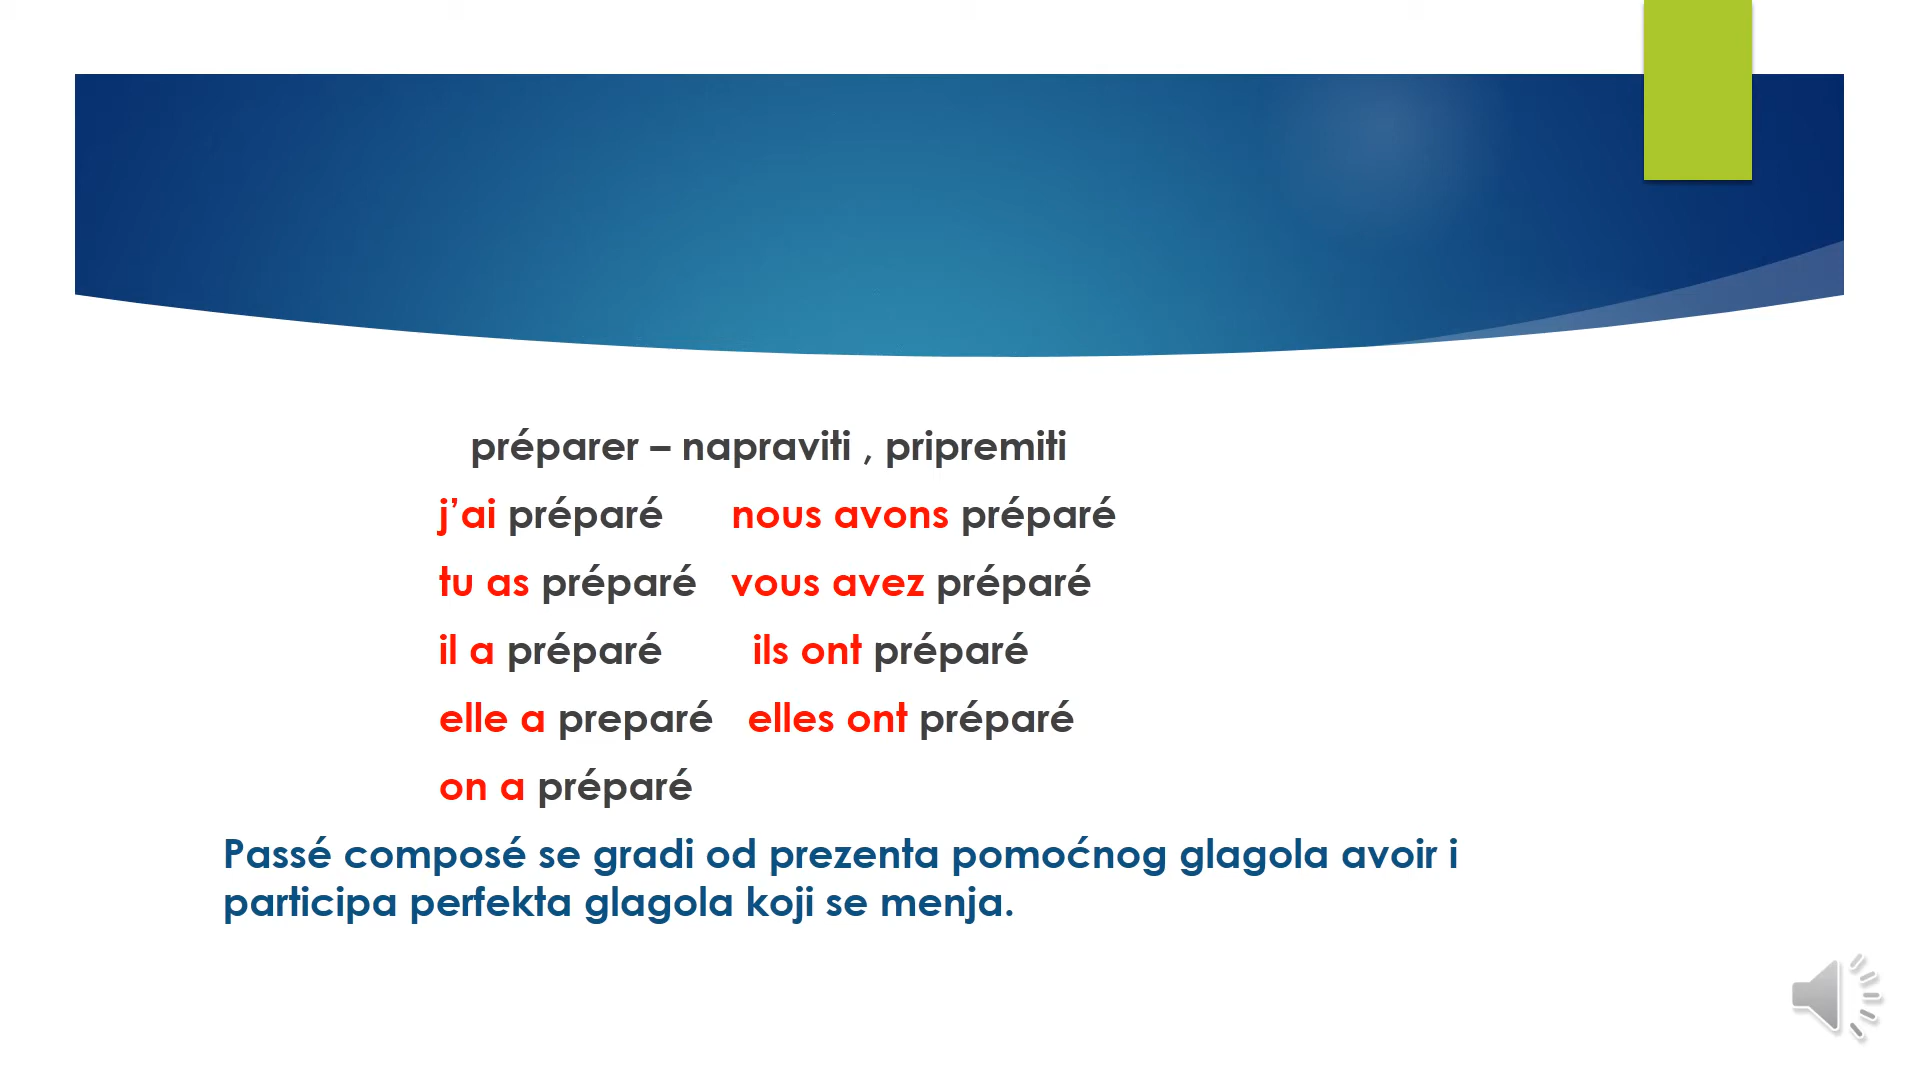 préparer – napraviti , pripremiti
j’ai préparé nous avons préparé
tu as préparé vous avez préparé
il a préparé ils ont préparé
elle a preparé elles ont préparé
on a préparé
Passé composé se gradi od prezenta pomoćnog glagola avoir i
participa perfekta glagola koji se menja.